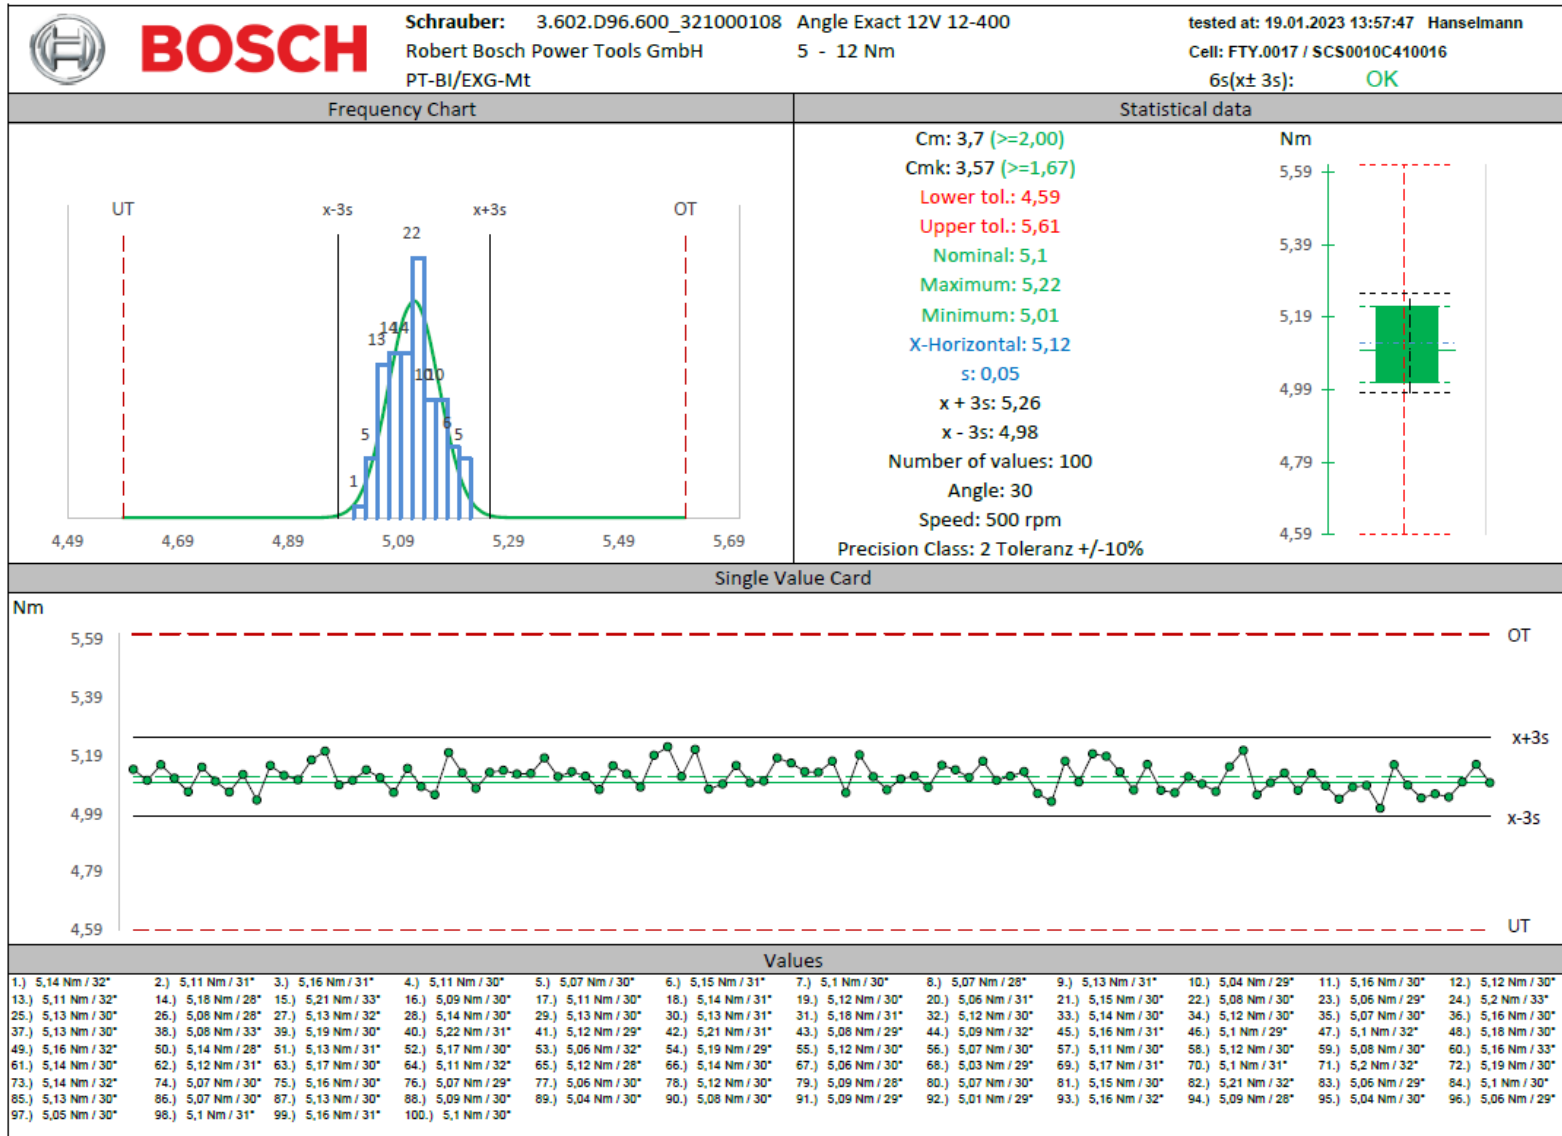 BOSCH
Schrauber: 3.602.D96.600_321000108 Angle Exact 12V 12-400
Robert Bosch Power Tools GmbH 5 - 12 Nm
PT-BI/EXG-Mt
tested at: 19.01.2023 13:57:47 Hanselmann
Cell: FTY.0017 / SCS0010C410016
6s(x± 3s): OK
Frequency Chart
UT x-3s x+3s OT
22
14 14
13
10 10
6
5 5
1
4,49 4,69 4,89 5,09 5,29 5,49 5,69
Statistical data
Cm: 3,7 (>=2,00)
Cmk: 3,57 (>=1,67)
Lower tol.: 4,59
Upper tol.: 5,61
Nominal: 5,1
Maximum: 5,22
Minimum: 5,01
X-Horizontal: 5,12
s: 0,05
x + 3s: 5,26
x - 3s: 4,98
Number of values: 100
Angle: 30
Speed: 500 rpm
Precision Class: 2 Toleranz +/-10%
Nm
5,59
5,39
5,19
4,99
4,79
4,59
Single Value Card
Nm
5,59 OT
5,39
5,19 x+3s
4,99 x-3s
4,79
4,59 UT
Values
1.) 5,14 Nm / 32° 2.) 5,11 Nm / 31° 3.) 5,16 Nm / 31° 4.) 5,11 Nm / 30° 5.) 5,07 Nm / 30° 6.) 5,15 Nm / 31° 7.) 5,1 Nm / 30° 8.) 5,07 Nm / 28° 9.) 5,13 Nm / 31° 10.) 5,04 Nm / 29° 11.) 5,16 Nm / 30° 12.) 5,12 Nm / 30°
13.) 5,11 Nm / 32° 14.) 5,18 Nm / 28° 15.) 5,21 Nm / 33° 16.) 5,09 Nm / 30° 17.) 5,11 Nm / 30° 18.) 5,14 Nm / 31° 19.) 5,12 Nm / 30° 20.) 5,06 Nm / 31° 21.) 5,15 Nm / 30° 22.) 5,08 Nm / 30° 23.) 5,06 Nm / 29° 24.) 5,2 Nm / 33°
25.) 5,13 Nm / 30° 26.) 5,08 Nm / 28° 27.) 5,13 Nm / 32° 28.) 5,14 Nm / 30° 29.) 5,13 Nm / 30° 30.) 5,13 Nm / 31° 31.) 5,18 Nm / 31° 32.) 5,12 Nm / 30° 33.) 5,14 Nm / 30° 34.) 5,12 Nm / 30° 35.) 5,07 Nm / 30° 36.) 5,16 Nm / 30°
37.) 5,13 Nm / 30° 38.) 5,08 Nm / 33° 39.) 5,19 Nm / 30° 40.) 5,22 Nm / 31° 41.) 5,12 Nm / 29° 42.) 5,21 Nm / 31° 43.) 5,08 Nm / 29° 44.) 5,09 Nm / 32° 45.) 5,16 Nm / 31° 46.) 5,1 Nm / 29° 47.) 5,1 Nm / 32° 48.) 5,18 Nm / 30°
49.) 5,16 Nm / 32° 50.) 5,14 Nm / 28° 51.) 5,13 Nm / 31° 52.) 5,17 Nm / 30° 53.) 5,06 Nm / 32° 54.) 5,19 Nm / 29° 55.) 5,12 Nm / 30° 56.) 5,07 Nm / 30° 57.) 5,11 Nm / 30° 58.) 5,12 Nm / 30° 59.) 5,08 Nm / 30° 60.) 5,16 Nm / 33°
61.) 5,14 Nm / 30° 62.) 5,12 Nm / 31° 63.) 5,17 Nm / 30° 64.) 5,11 Nm / 32° 65.) 5,12 Nm / 28° 66.) 5,14 Nm / 30° 67.) 5,06 Nm / 30° 68.) 5,03 Nm / 29° 69.) 5,17 Nm / 31° 70.) 5,1 Nm / 31° 71.) 5,2 Nm / 32° 72.) 5,19 Nm / 30°
73.) 5,14 Nm / 32° 74.) 5,07 Nm / 30° 75.) 5,16 Nm / 30° 76.) 5,07 Nm / 29° 77.) 5,06 Nm / 30° 78.) 5,12 Nm / 30° 79.) 5,09 Nm / 28° 80.) 5,07 Nm / 30° 81.) 5,15 Nm / 30° 82.) 5,21 Nm / 32° 83.) 5,06 Nm / 29° 84.) 5,1 Nm / 30°
85.) 5,13 Nm / 30° 86.) 5,07 Nm / 30° 87.) 5,13 Nm / 30° 88.) 5,09 Nm / 30° 89.) 5,04 Nm / 30° 90.) 5,08 Nm / 30° 91.) 5,09 Nm / 29° 92.) 5,01 Nm / 29° 93.) 5,16 Nm / 32° 94.) 5,09 Nm / 28° 95.) 5,04 Nm / 30° 96.) 5,06 Nm / 29°
97.) 5,05 Nm / 30° 98.) 5,1 Nm / 31° 99.) 5,16 Nm / 31° 100.) 5,1 Nm / 30°